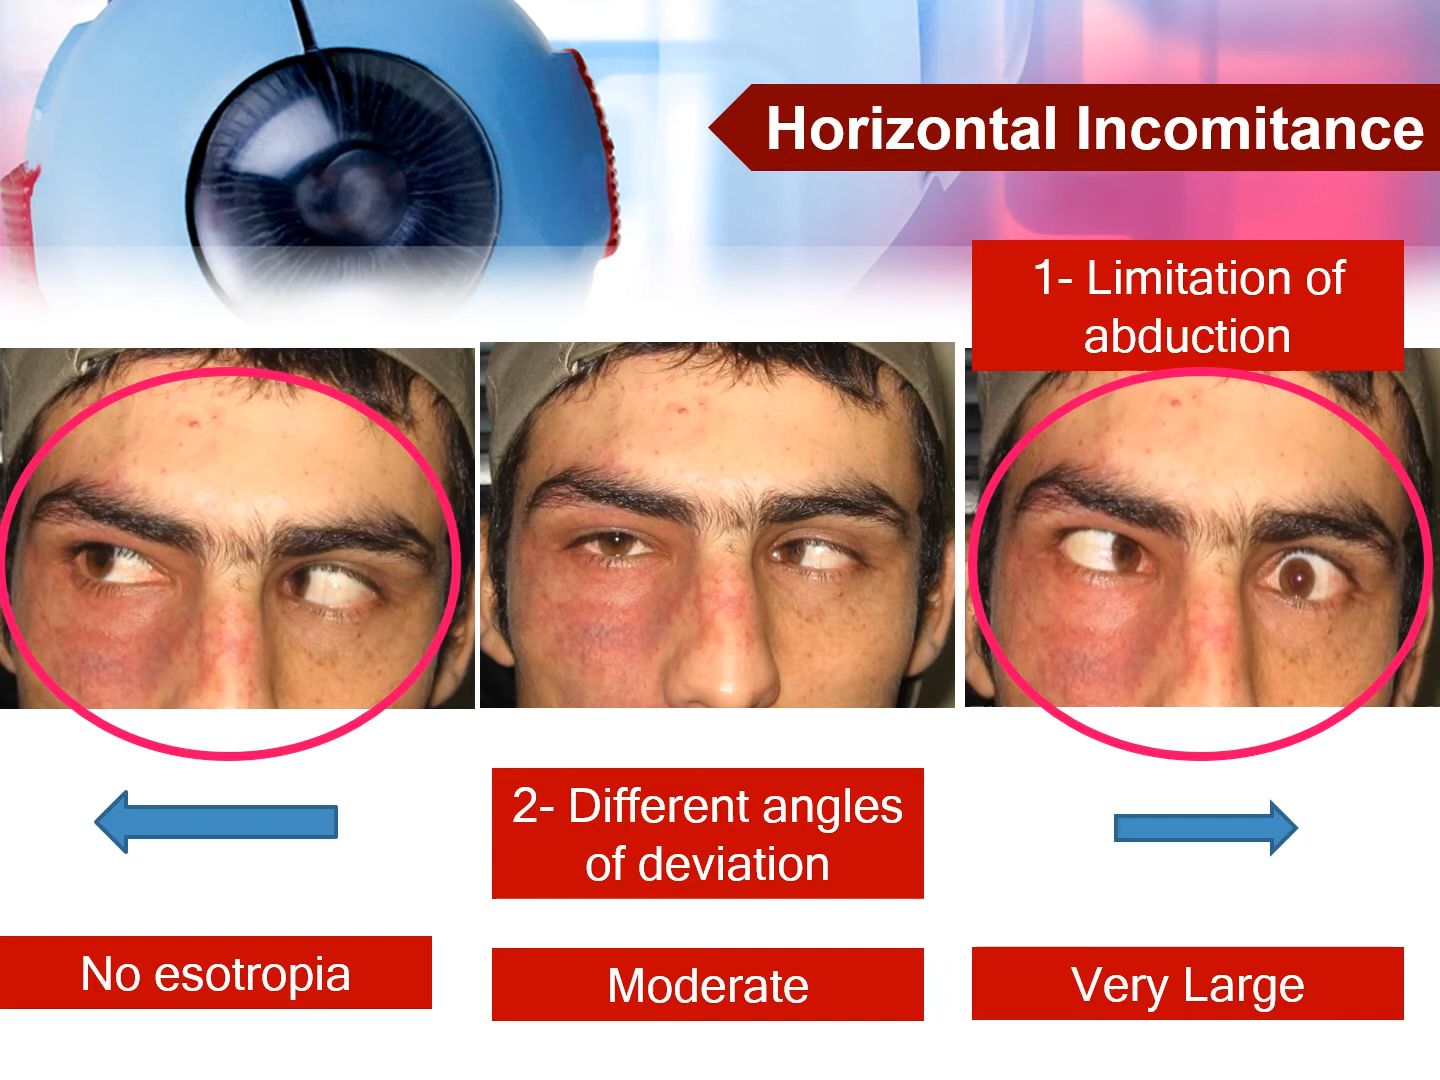 Horizontal Incomitance
1- Limitation of
abduction
2- Different angles
of deviation
No esotropia
Moderate
Very Large